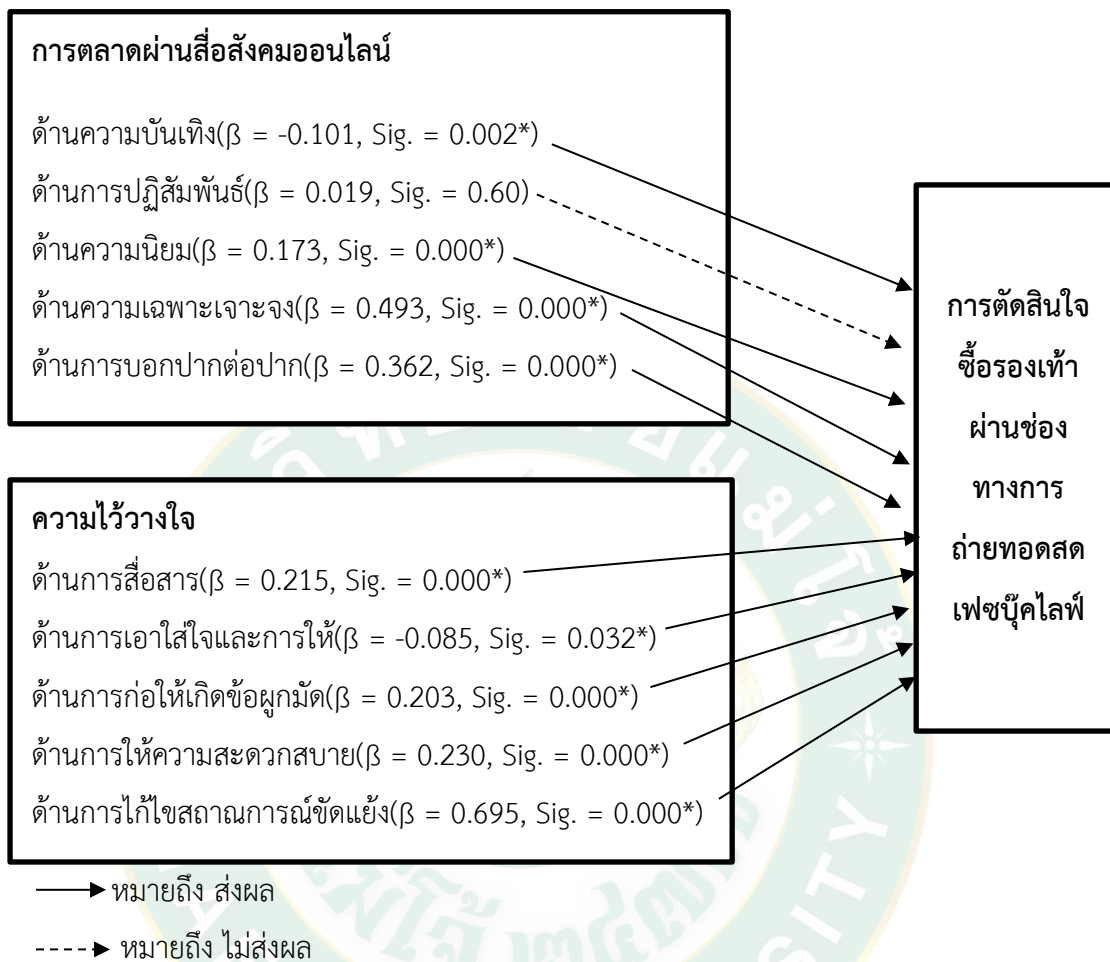 การตลาดผ่านสื่อสังคมออนไลน์
ด้านความบันเทิง(β = -0.101, Sig. = 0.002*)
ด้านการปฏิสัมพันธ์(β = 0.019, Sig. = 0.60)
ด้านความนิยม(β = 0.173, Sig. = 0.000*)
ด้านความเฉพาะเจาะจง(β = 0.493, Sig. = 0.000*)
ด้านการบอกปากต่อปาก(β = 0.362, Sig. = 0.000*)
ความไว้วางใจ
ด้านการสื่อสาร(β = 0.215, Sig. = 0.000*)
ด้านการเอาใส่ใจและการให้(β = -0.085, Sig. = 0.032*)
ด้านการก่อให้เกิดข้อผูกมัด(β = 0.203, Sig. = 0.000*)
ด้านการให้ความสะดวกสบาย(β = 0.230, Sig. = 0.000*)
ด้านการไก้ไขสถาณการณ์ขัดแย้ง(β = 0.695, Sig. = 0.000*)
การตัดสินใจ
ซื้อรองเท้า
ผ่านช่อง
ทางการ
ถ่ายทอดสด
เฟซบุ๊คไลฟ์
หมายถึง ส่งผล
หมายถึง ไม่ส่งผล